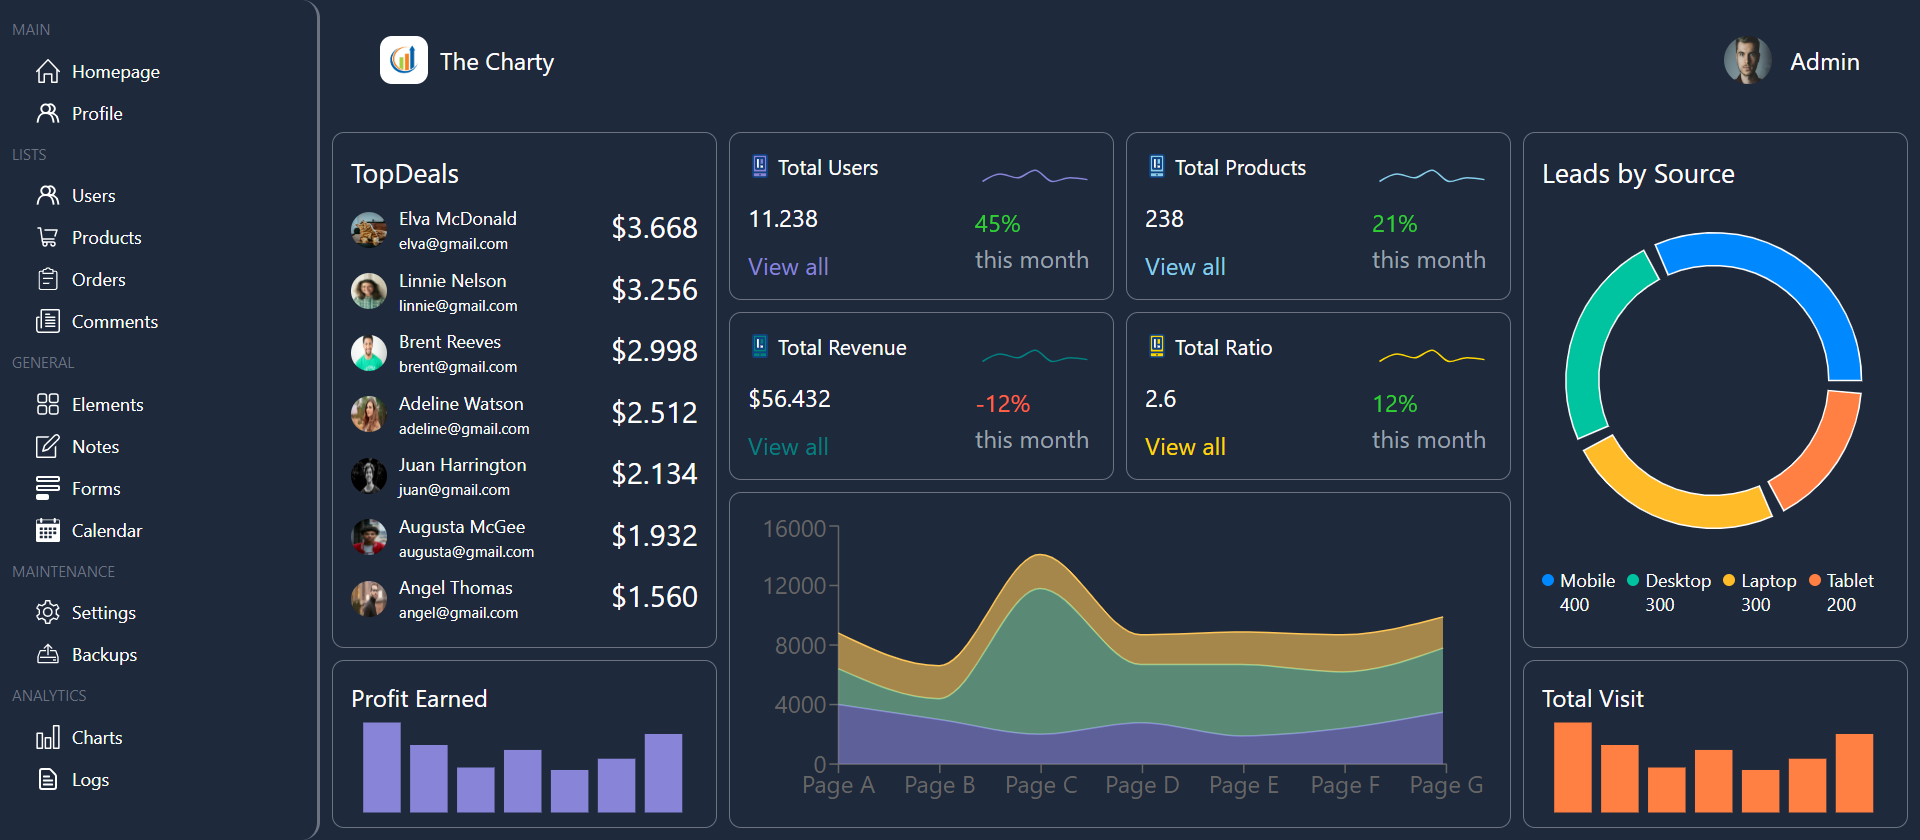 MAIN
Homepage
Profile
LISTS
Users
Products
Orders
Comments
GENERAL
Elements
Notes
Forms
Calendar
MAINTENANCE
Settings
Backups
ANALYTICS
Charts
Logs
The Charty
Admin
TopDeals
Elva McDonald
elva@gmail.com
$3.668
Linnie Nelson
linnie@gmail.com
$3.256
Brent Reeves
brent@gmail.com
$2.998
Adeline Watson
adeline@gmail.com
$2.512
Juan Harrington
juan@gmail.com
$2.134
Augusta McGee
augusta@gmail.com
$1.932
Angel Thomas
angel@gmail.com
$1.560
Total Users
11.238
View all
45%
this month
Total Products
238
View all
21%
this month
Total Revenue
$56.432
View all
-12%
this month
Total Ratio
2.6
View all
12%
this month
Leads by Source
Mobile
400
Desktop
300
Laptop
300
Tablet
200
Profit Earned
16000
12000
8000
4000
0
Page A Page B Page C Page D Page E Page F Page G
Total Visit